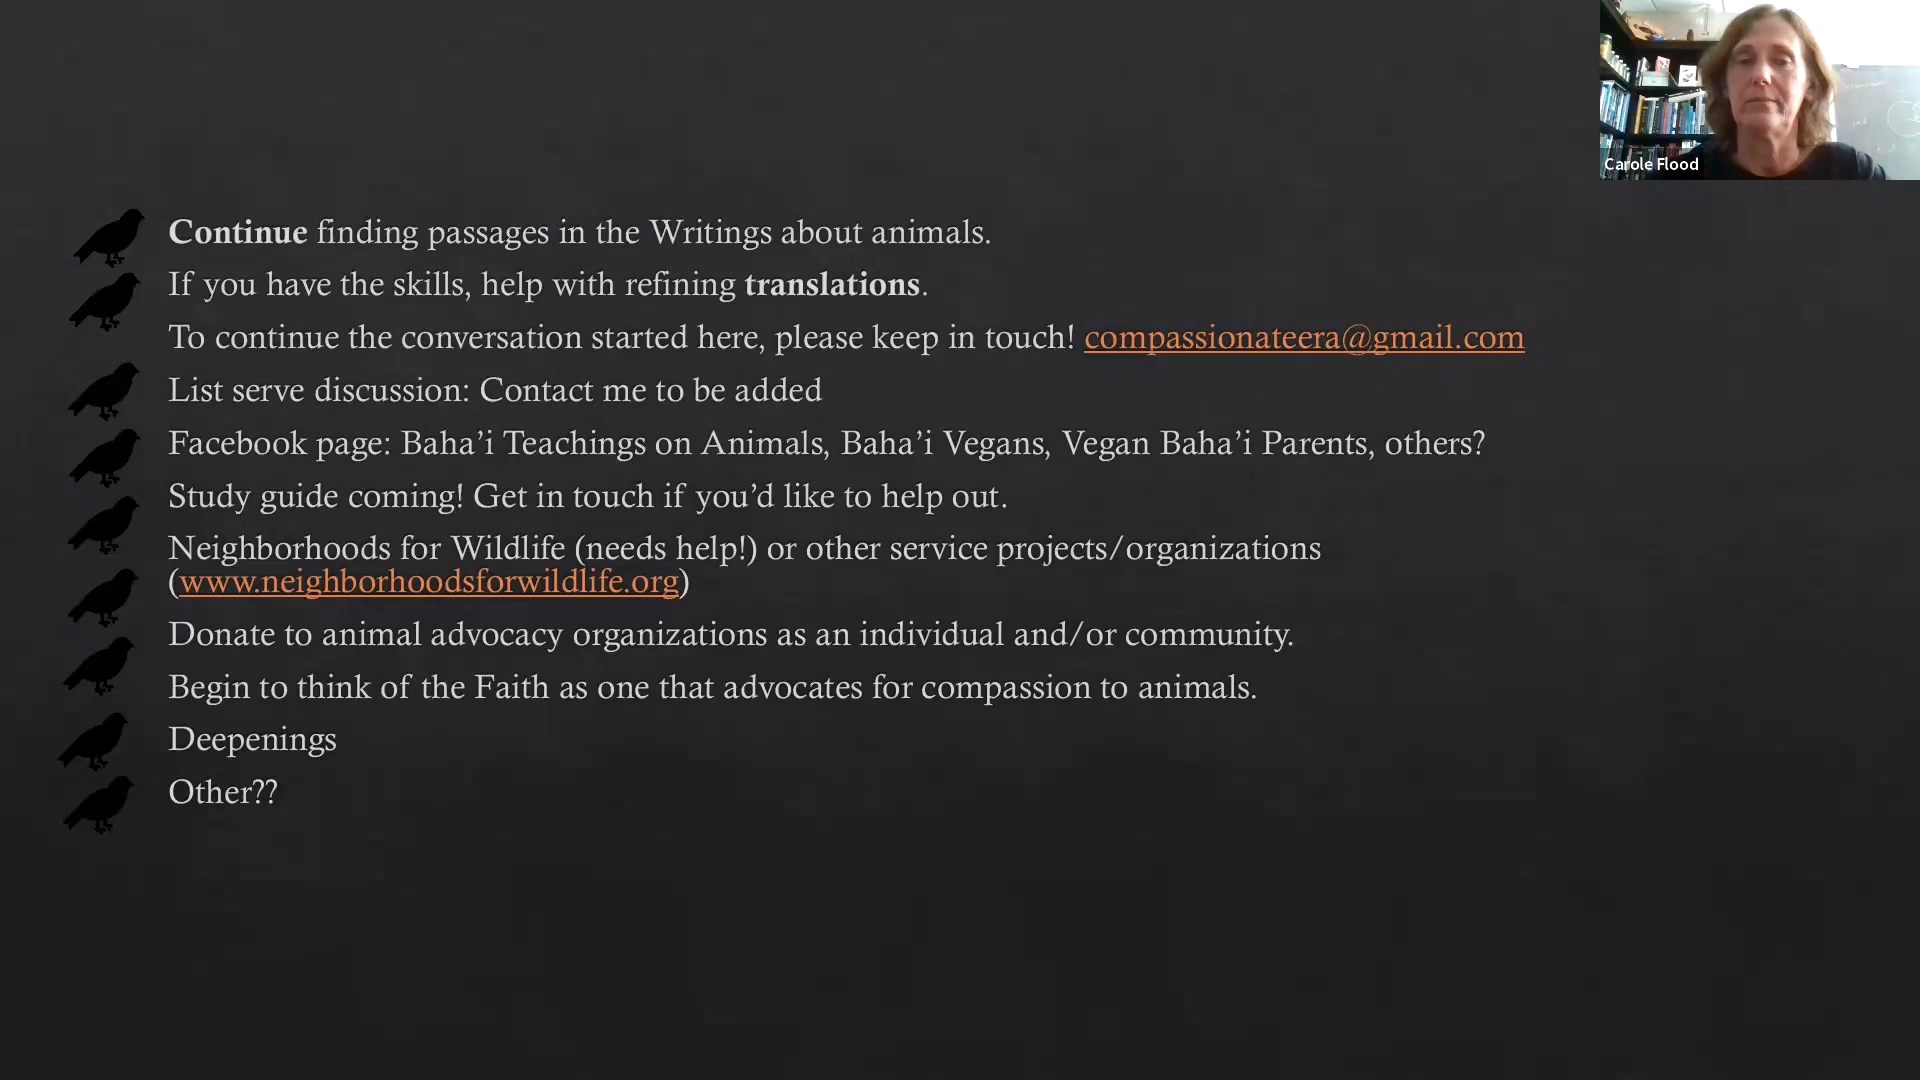 Carole Flood
Continue finding passages in the Writings about animals.
If you have the skills, help with refining translations.
To continue the conversation started here, please keep in touch! compassionateera@gmail.com
List serve discussion: Contact me to be added
Facebook page: Baha’i Teachings on Animals, Baha’i Vegans, Vegan Baha’i Parents, others?
Study guide coming! Get in touch if you’d like to help out.
Neighborhoods for Wildlife (needs help!) or other service projects/organizations
(www.neighborhoodsforwildlife.org)
Donate to animal advocacy organizations as an individual and/or community.
Begin to think of the Faith as one that advocates for compassion to animals.
Deepenings
Other??